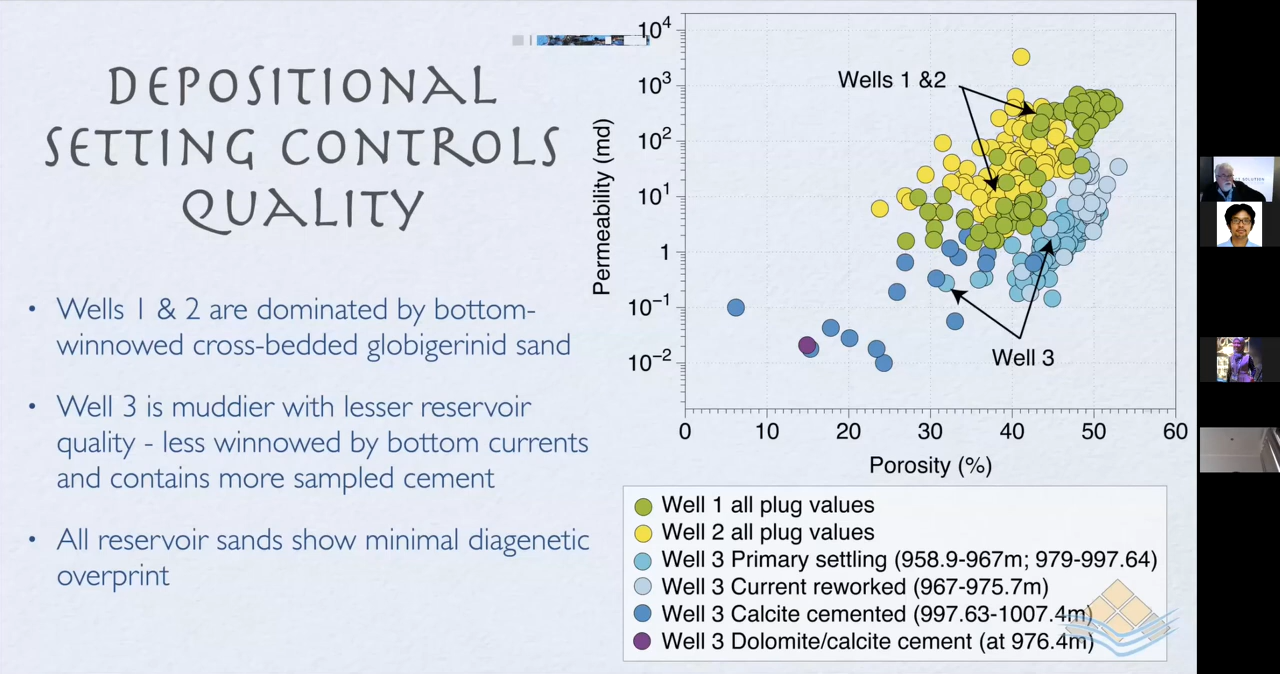 DEPOSITIONAL
SETTING CONTROLS
QUALITY
• Wells 1 & 2 are dominated by bottom-
winnowed cross-bedded globigerinid sand
• Well 3 is muddier with lesser reservoir
quality - less winnowed by bottom currents
and contains more sampled cement
• All reservoir sands show minimal diagenetic
overprint
Permeability (md)
10⁴
10³
10²
10¹
1
10⁻¹
10⁻²
Wells 1 &2
Well 3
0 10 20 30 40 50 60
Porosity (%)
Well 1 all plug values
Well 2 all plug values
Well 3 Primary settling (958.9-967m; 979-997.64)
Well 3 Current reworked (967-975.7m)
Well 3 Calcite cemented (997.63-1007.4m)
Well 3 Dolomite/calcite cement (at 976.4m)